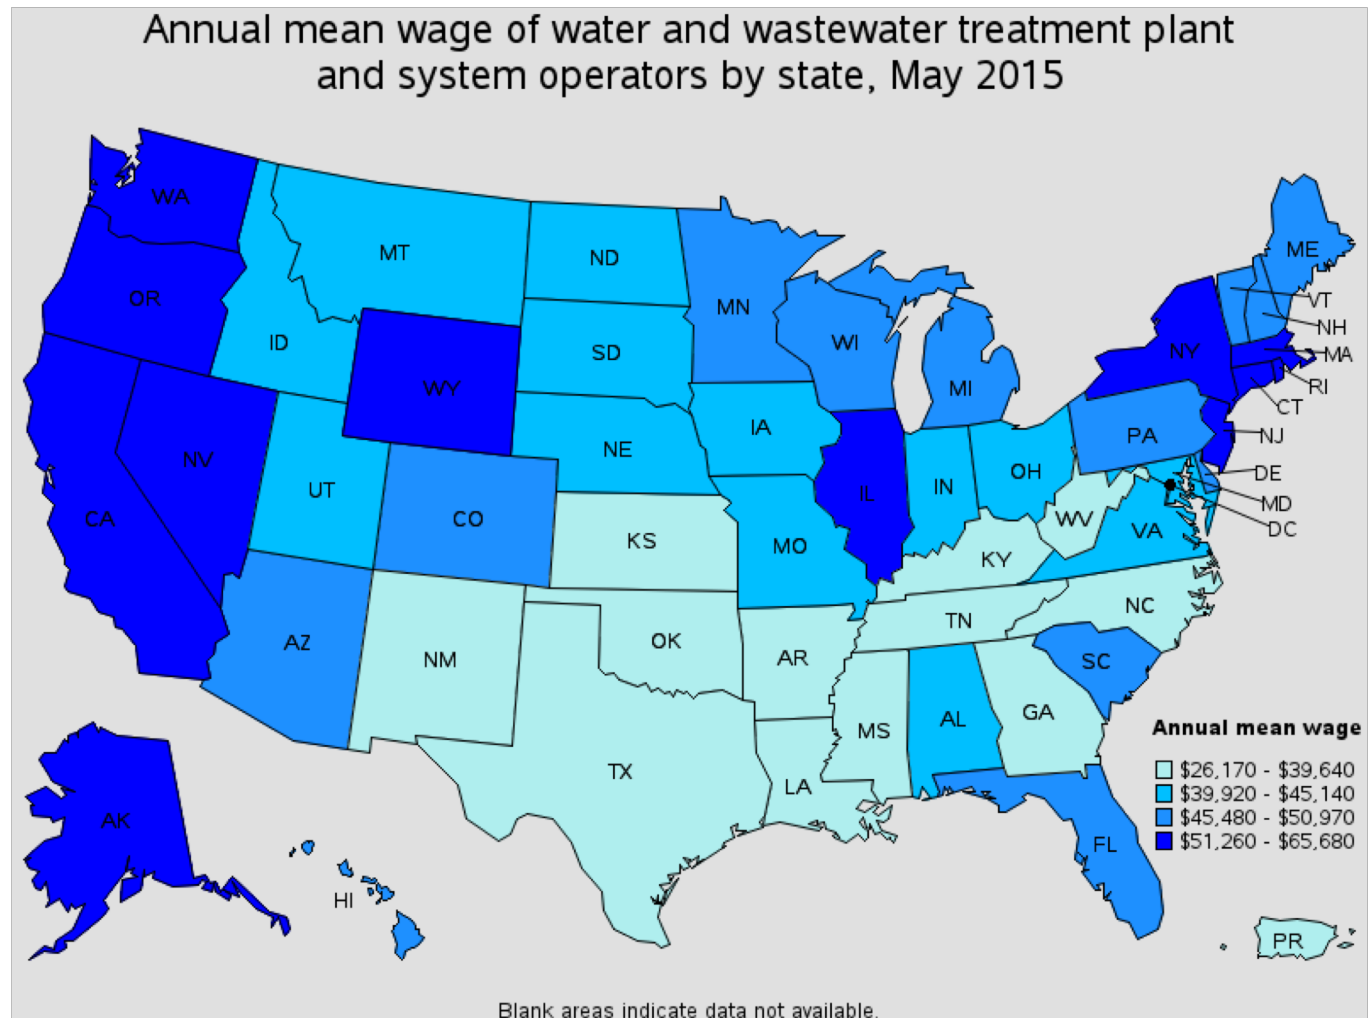 Annual mean wage of water and wastewater treatment plant
and system operators by state, May 2015
WA
MT
ND
MN
ME
VT
NH
OR
ID
SD
WI
MI
NY
MA
RI
WY
CT
IA
NE
PA
NJ
NV
UT
IL
IN
OH
DE
MD
CA
CO
WV
VA
DC
KS
MO
KY
AZ
NM
OK
AR
TN
NC
SC
MS
AL
GA
TX
LA
Annual mean wage
$26,170 - $39,640
$39,920 - $45,140
$45,480 - $50,970
$51,260 - $65,680
AK
FL
HI
PR
Blank areas indicate data not available.